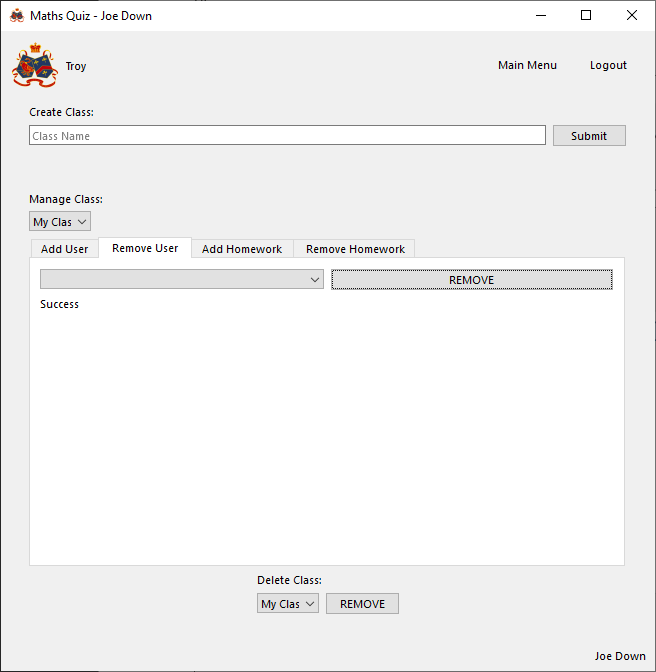 Maths Quiz - Joe Down
Troy
Main Menu
Logout
Create Class:
Class Name
Submit
Manage Class:
My Clas
Add User
Remove User
Add Homework
Remove Homework
REMOVE
Success
Delete Class:
My Clas
REMOVE
Joe Down